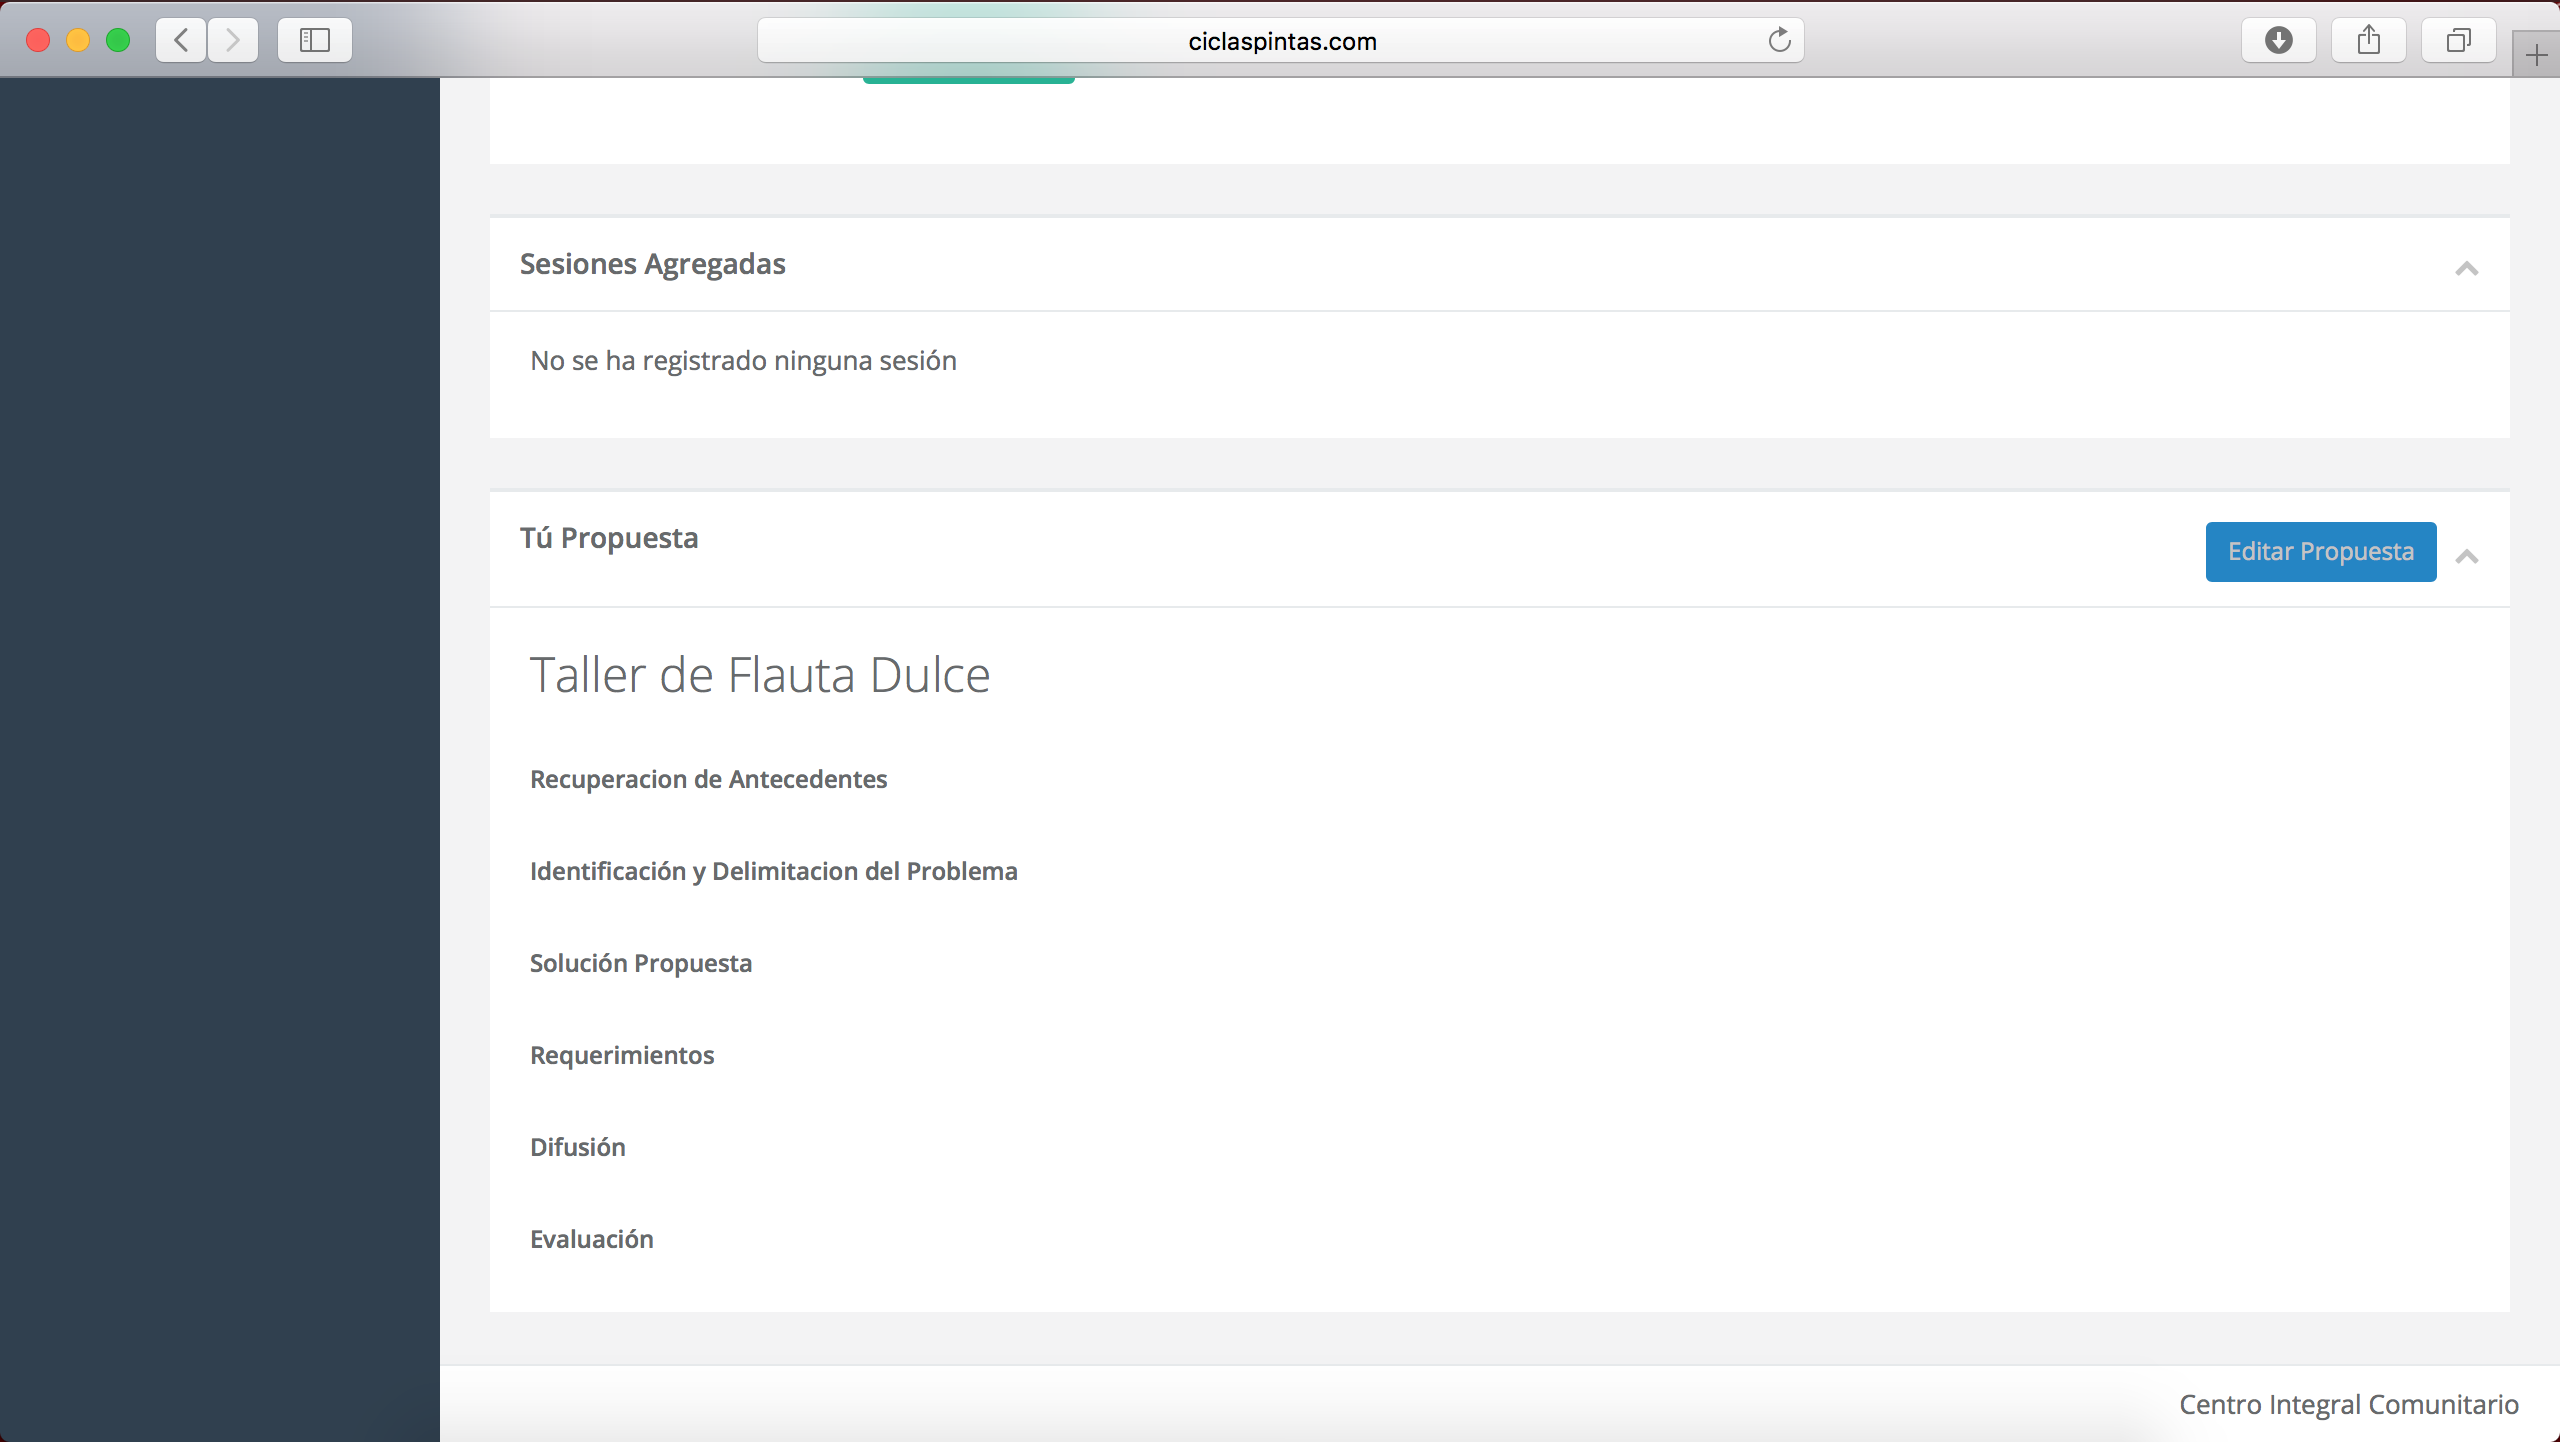 ciclaspintas.com
Sesiones Agregadas
No se ha registrado ninguna sesión
Tú Propuesta
Editar Propuesta
Taller de Flauta Dulce
Recuperacion de Antecedentes
Identificación y Delimitacion del Problema
Solución Propuesta
Requerimientos
Difusión
Evaluación
Centro Integral Comunitario